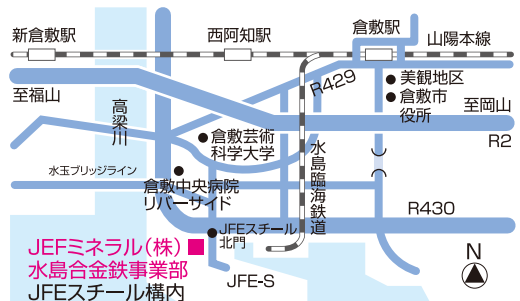 新倉敷駅
西阿知駅
倉敷駅
山陽本線
R429
美観地区
倉敷市
役所
至福山
高梁川
至岡山
R2
倉敷芸術
科学大学
水島臨海鉄道
水玉ブリッジライン
倉敷中央病院
リバーサイド
R430
JFEスチール
北門
JEFミネラル(株)
水島合金鉄事業部
JFEスチール構内
JFE-S
N